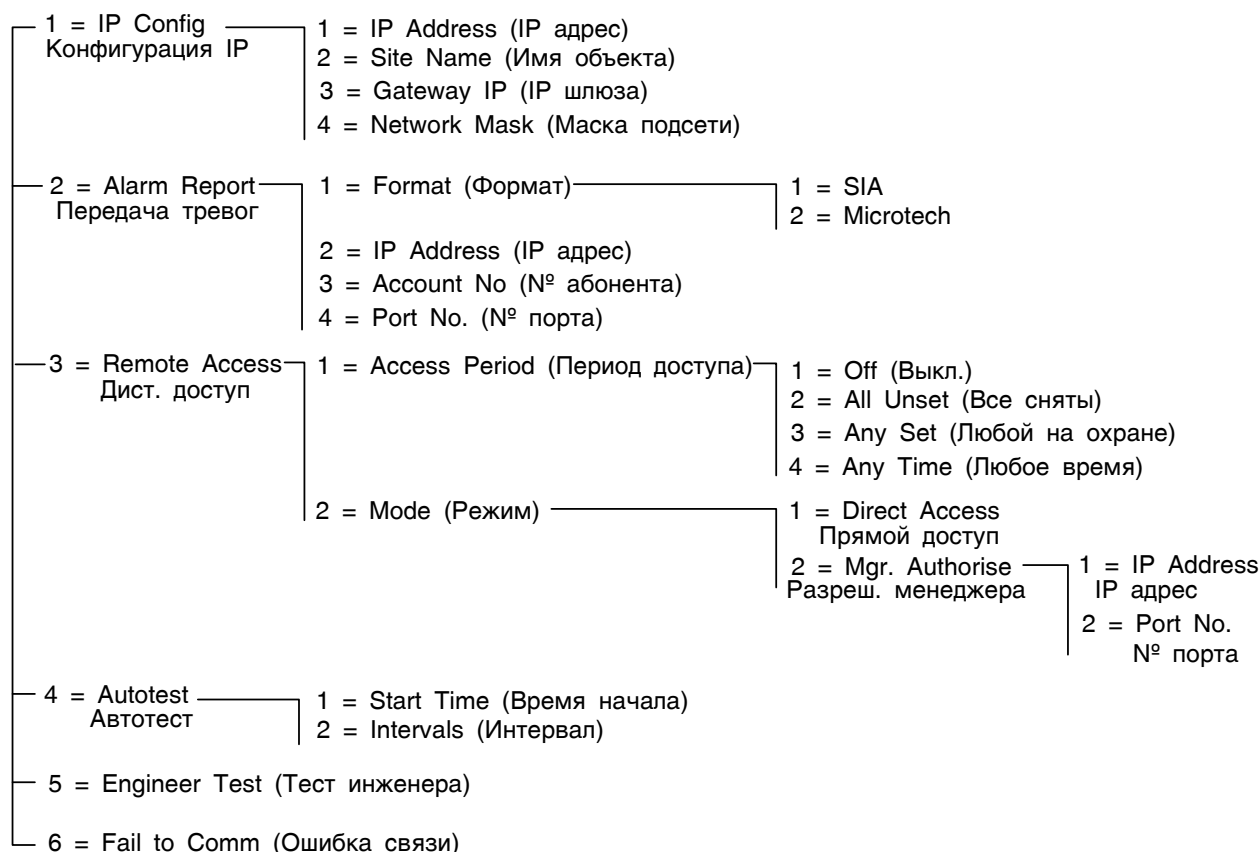 1 = IP Config
Конфигурация IP
1 = IP Address (IP адрес)
2 = Site Name (Имя объекта)
3 = Gateway IP (IP шлюза)
4 = Network Mask (Маска подсети)
2 = Alarm Report
Передача тревог
1 = Format (Формат)
1 = SIA
2 = Microtech
2 = IP Address (IP адрес)
3 = Account No (Nº абонента)
4 = Port No. (Nº порта)
3 = Remote Access
Дист. доступ
1 = Access Period (Период доступа)
1 = Off (Выкл.)
2 = All Unset (Все сняты)
3 = Any Set (Любой на охране)
4 = Any Time (Любое время)
2 = Mode (Режим)
1 = Direct Access
Прямой доступ
2 = Mgr. Authorise
Разреш. менеджера
1 = IP Address
IP адрес
2 = Port No.
Nº порта
4 = Autotest
Автотест
1 = Start Time (Время начала)
2 = Intervals (Интервал)
5 = Engineer Test (Тест инженера)
6 = Fail to Comm (Ошибка связи)